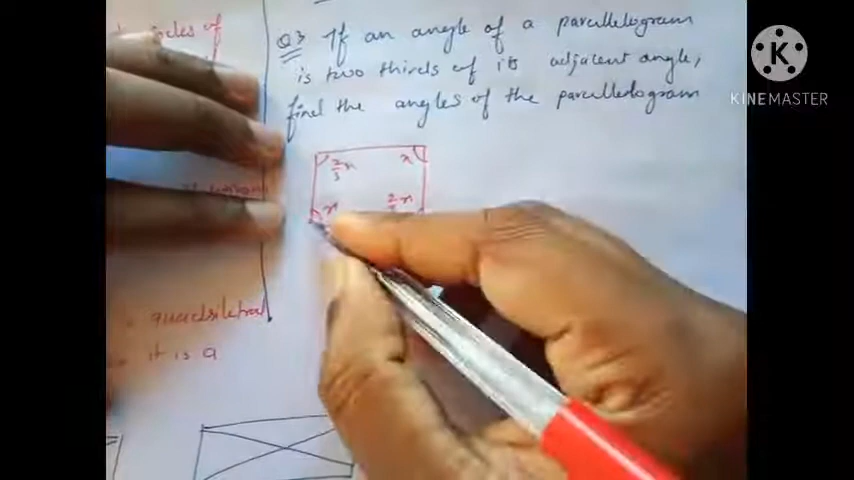 Q3 If an angle of a parallelogram
is two thirds of its adjacent angle,
find the angles of the parallelogram
2/3 x
x
x
2/3 x
quadrilateral
it is a
of
K
KINEMASTER